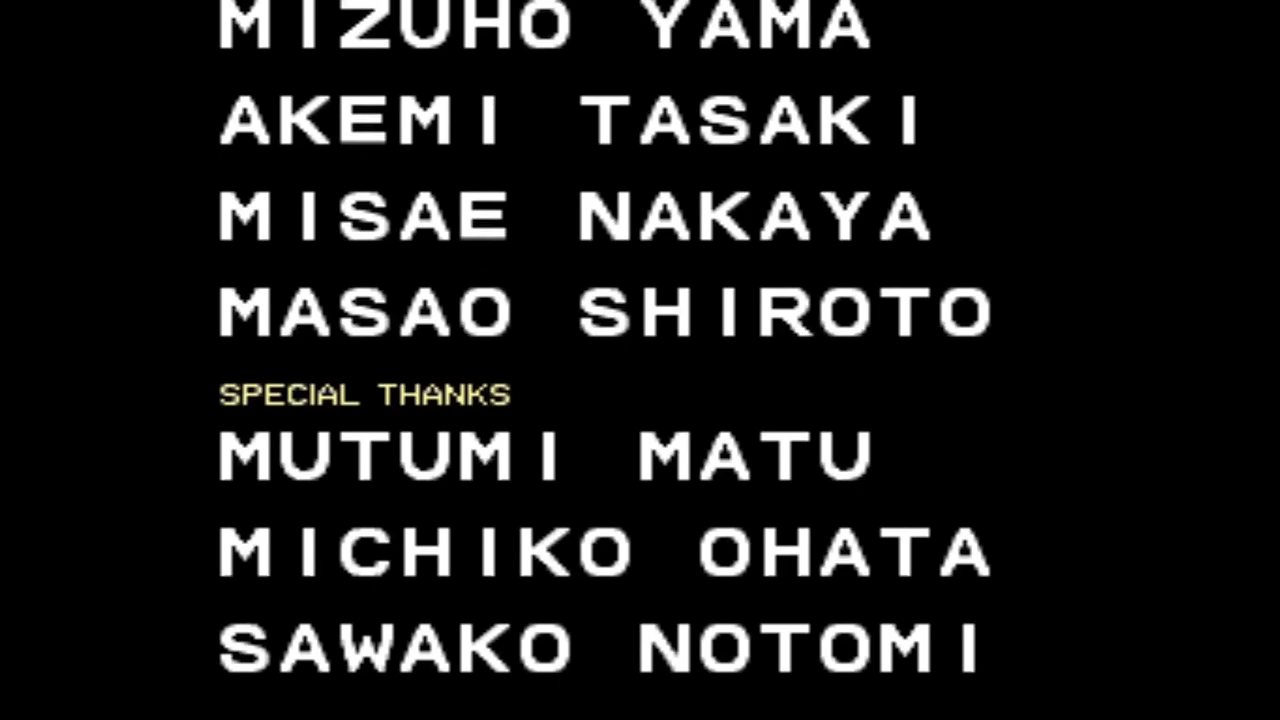 MIZUHO YAMA
AKEMI TASAKI
MISAE NAKAYA
MASAO SHIROTO
SPECIAL THANKS
MUTUMI MATU
MICHIKO OHATA
SAWAKO NOTOMI